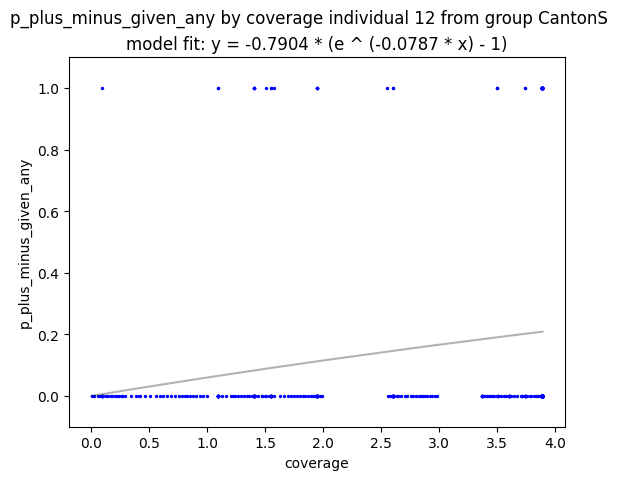 p_plus_minus_given_any by coverage individual 12 from group CantonS
model fit: y = -0.7904 * (e ^ (-0.0787 * x) - 1)
1.0
0.8
0.6
0.4
0.2
0.0
p_plus_minus_given_any
0.0 0.5 1.0 1.5 2.0 2.5 3.0 3.5 4.0
coverage